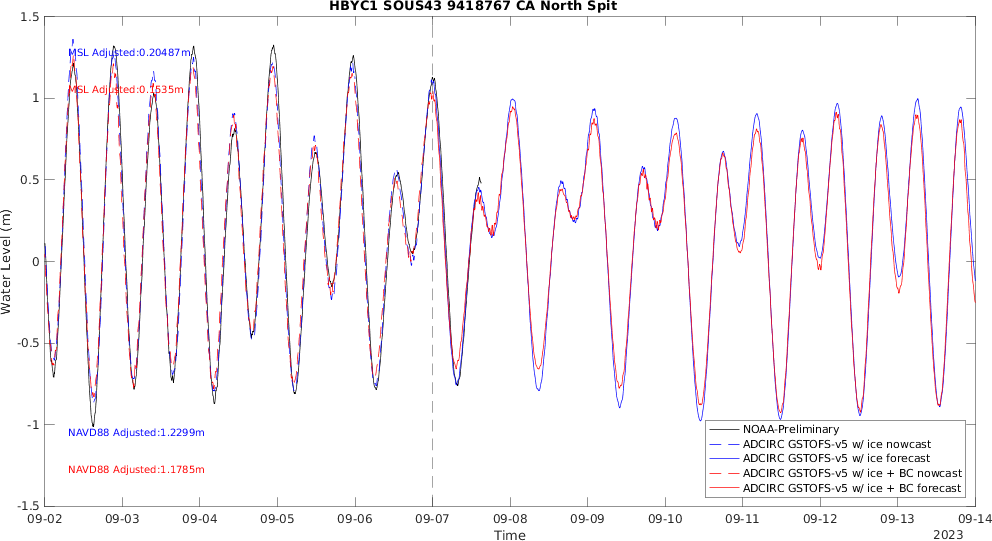 HBYC1 SOUS43 9418767 CA North Spit
1.5
1
0.5
0
-0.5
-1
-1.5
Water Level (m)
MSL Adjusted:0.20487m
MSL Adjusted:0.1535m
NAVD88 Adjusted:1.2299m
NAVD88 Adjusted:1.1785m
NOAA-Preliminary
ADCIRC GSTOFS-v5 w/ ice nowcast
ADCIRC GSTOFS-v5 w/ ice forecast
ADCIRC GSTOFS-v5 w/ ice + BC nowcast
ADCIRC GSTOFS-v5 w/ ice + BC forecast
09-02 09-03 09-04 09-05 09-06 09-07 09-08 09-09 09-10 09-11 09-12 09-13 09-14
Time
2023